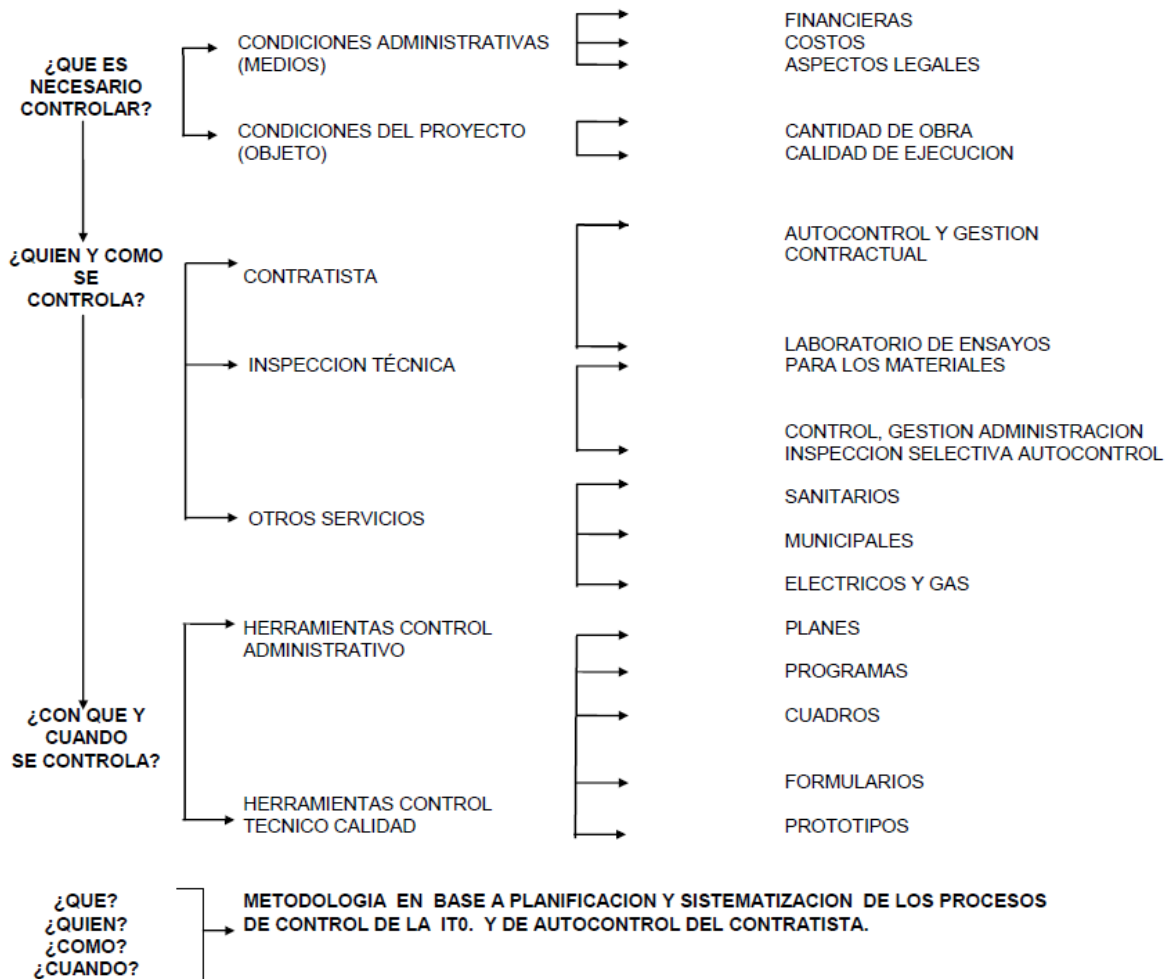 ¿QUE ES
NECESARIO
CONTROLAR?
CONDICIONES ADMINISTRATIVAS
(MEDIOS)
FINANCIERAS
COSTOS
ASPECTOS LEGALES
CONDICIONES DEL PROYECTO
(OBJETO)
CANTIDAD DE OBRA
CALIDAD DE EJECUCION
¿QUIEN Y COMO
SE
CONTROLA?
CONTRATISTA
AUTOCONTROL Y GESTION
CONTRACTUAL
INSPECCION TÉCNICA
LABORATORIO DE ENSAYOS
PARA LOS MATERIALES
CONTROL, GESTION ADMINISTRACION
INSPECCION SELECTIVA AUTOCONTROL
OTROS SERVICIOS
SANITARIOS
MUNICIPALES
ELECTRICOS Y GAS
¿CON QUE Y
CUANDO
SE CONTROLA?
HERRAMIENTAS CONTROL
ADMINISTRATIVO
HERRAMIENTAS CONTROL
TECNICO CALIDAD
PLANES
PROGRAMAS
CUADROS
FORMULARIOS
PROTOTIPOS
¿QUE?
¿QUIEN?
¿COMO?
¿CUANDO?
METODOLOGIA EN BASE A PLANIFICACION Y SISTEMATIZACION DE LOS PROCESOS
DE CONTROL DE LA IT0. Y DE AUTOCONTROL DEL CONTRATISTA.